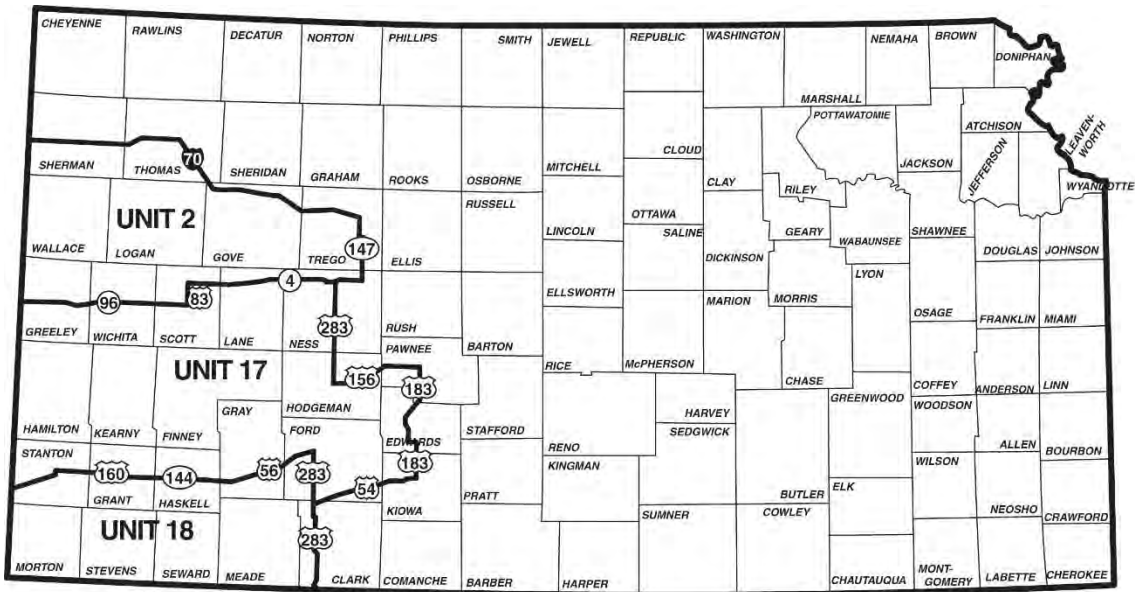 CHEYENNE
RAWLINS
DECATUR
NORTON
PHILLIPS
SMITH
JEWELL
REPUBLIC
WASHINGTON
NEMAHA
BROWN
DONIPHAN
MARSHALL
POTTAWATOMIE
ATCHISON
LEAVEN-
WORTH
SHERMAN
THOMAS
70
SHERIDAN
GRAHAM
ROOKS
OSBORNE
MITCHELL
CLOUD
CLAY
RILEY
JACKSON
JEFFERSON
WYANDOTTE
UNIT 2
RUSSELL
LINCOLN
OTTAWA
SALINE
GEARY
WABAUNSEE
SHAWNEE
DOUGLAS
JOHNSON
WALLACE
LOGAN
GOVE
TREGO
147
ELLIS
DICKINSON
LYON
96
83
4
ELLSWORTH
MARION
MORRIS
OSAGE
FRANKLIN
MIAMI
GREELEY
WICHITA
SCOTT
LANE
NESS
283
RUSH
BARTON
PAWNEE
RICE
McPHERSON
CHASE
COFFEY
ANDERSON
LINN
UNIT 17
156
183
GRAY
HODGEMAN
FORD
EDWARDS
STAFFORD
RENO
HARVEY
SEDGWICK
GREENWOOD
WOODSON
ALLEN
BOURBON
HAMILTON
KEARNY
FINNEY
STANTON
160
144
56
283
54
183
KINGMAN
WILSON
GRANT
HASKELL
KIOWA
PRATT
BUTLER
ELK
COWLEY
SUMNER
NEOSHO
CRAWFORD
UNIT 18
283
MORTON
STEVENS
SEWARD
MEADE
CLARK
COMANCHE
BARBER
HARPER
CHAUTAUQUA
MONT-
GOMERY
LABETTE
CHEROKEE